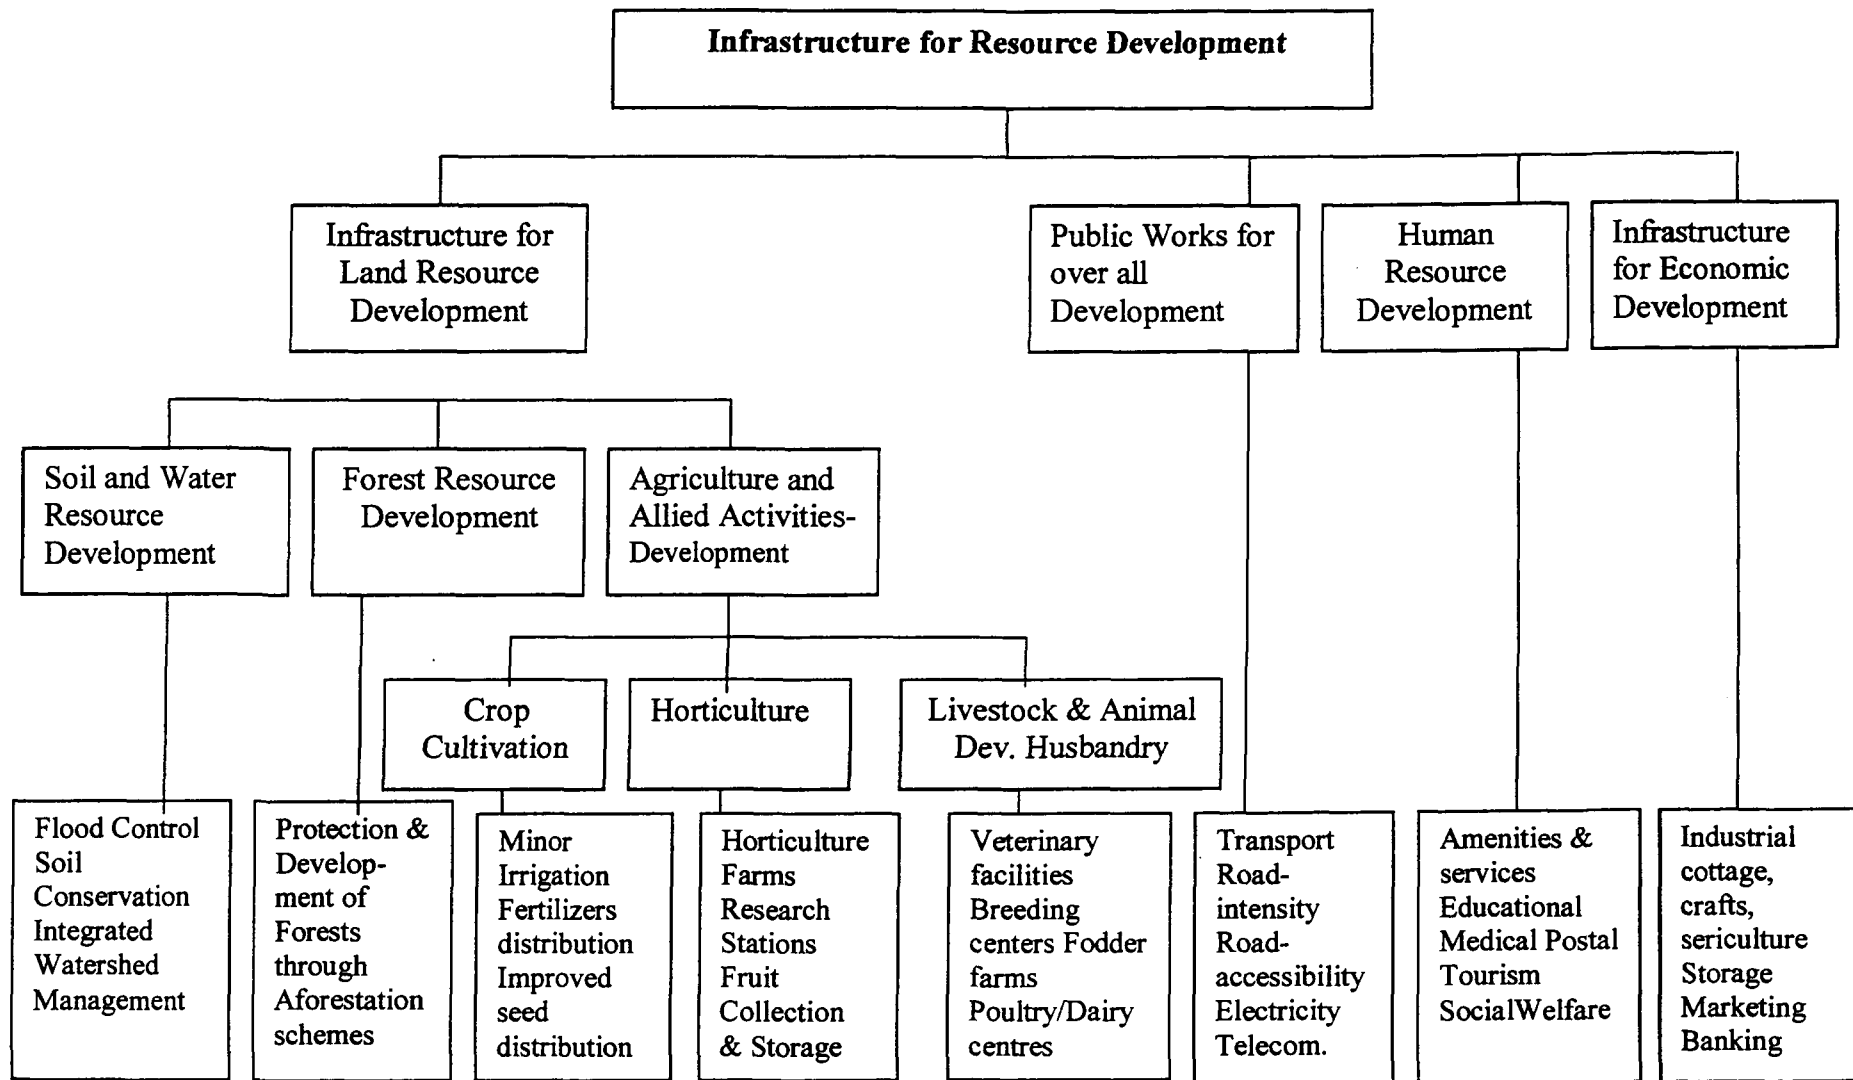 Infrastructure for Resource Development
Infrastructure for
Land Resource
Development
Public Works for
over all
Development
Human
Resource
Development
Infrastructure
for Economic
Development
Soil and Water
Resource
Development
Forest Resource
Development
Agriculture and
Allied Activities-
Development
Crop
Cultivation
Horticulture
Livestock & Animal
Dev. Husbandry
Flood Control
Soil
Conservation
Integrated
Watershed
Management
Protection &
Develop-
ment of
Forests
through
Aforestation
schemes
Minor
Irrigation
Fertilizers
distribution
Improved
seed
distribution
Horticulture
Farms
Research
Stations
Fruit
Collection
& Storage
Veterinary
facilities
Breeding
centers Fodder
farms
Poultry/Dairy
centres
Transport
Road-
intensity
Road-
accessibility
Electricity
Telecom.
Amenities &
services
Educational
Medical Postal
Tourism
SocialWelfare
Industrial
cottage,
crafts,
sericulture
Storage
Marketing
Banking